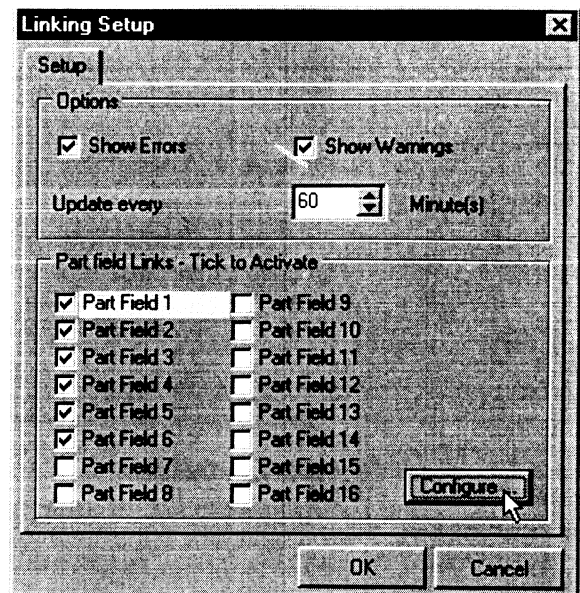 Linking Setup
Setup
Options
Show Errors
Show Warnings
Update every 60 Minute(s)
Part field Links - Tick to Activate
Part Field 1
Part Field 2
Part Field 3
Part Field 4
Part Field 5
Part Field 6
Part Field 7
Part Field 8
Part Field 9
Part Field 10
Part Field 11
Part Field 12
Part Field 13
Part Field 14
Part Field 15
Part Field 16
Configure...
OK
Cancel